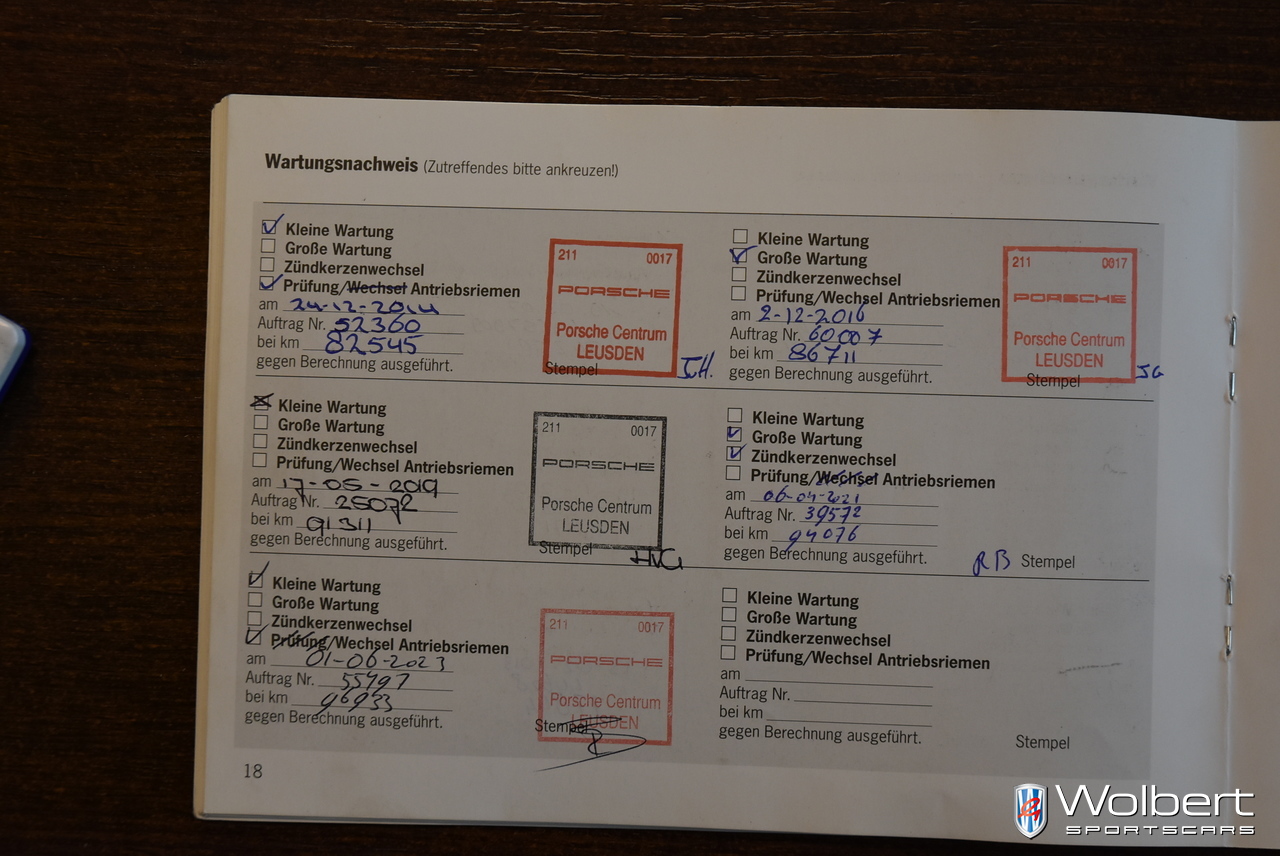 Wartungsnachweis (Zutreffendes bitte ankreuzen!)
Kleine Wartung
Große Wartung
Zündkerzenwechsel
Prüfung/Wechsel Antriebsriemen
am 24-12-2014
Auftrag Nr. 52360
bei km 82545
gegen Berechnung ausgeführt.
211 0017
PORSCHE
Porsche Centrum
LEUSDEN
Stempel
Kleine Wartung
Große Wartung
Zündkerzenwechsel
Prüfung/Wechsel Antriebsriemen
am 2-12-2016
Auftrag Nr. 60007
bei km 86711
gegen Berechnung ausgeführt.
211 0017
PORSCHE
Porsche Centrum
LEUSDEN
Stempel JG
Kleine Wartung
Große Wartung
Zündkerzenwechsel
Prüfung/Wechsel Antriebsriemen
am 17-05-2019
Auftrag Nr. 25072
bei km 91311
gegen Berechnung ausgeführt.
211 0017
PORSCHE
Porsche Centrum
LEUSDEN
Stempel HVG
Kleine Wartung
Große Wartung
Zündkerzenwechsel
Prüfung/Wechsel Antriebsriemen
am 06-04-2021
Auftrag Nr. 39572
bei km 94076
gegen Berechnung ausgeführt.
RB Stempel
Kleine Wartung
Große Wartung
Zündkerzenwechsel
Prüfung/Wechsel Antriebsriemen
am 01-06-2023
Auftrag Nr. 55497
bei km 96933
gegen Berechnung ausgeführt.
211 0017
PORSCHE
Porsche Centrum
LEUSDEN
Stempel
Kleine Wartung
Große Wartung
Zündkerzenwechsel
Prüfung/Wechsel Antriebsriemen
am
Auftrag Nr.
bei km
gegen Berechnung ausgeführt.
Stempel
18
Wolbert
SPORTSCARS